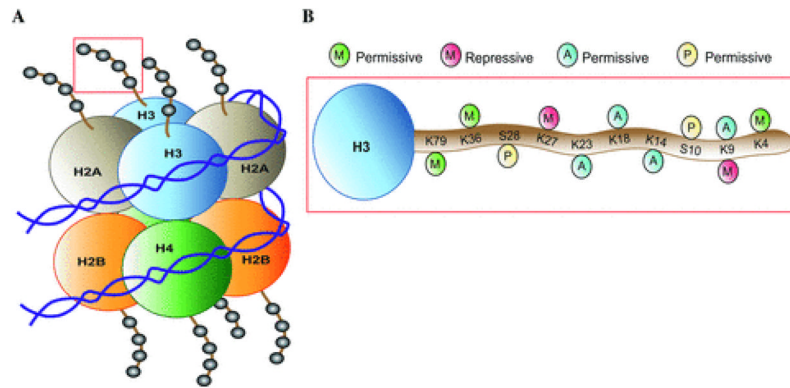 A
H3
H3
H2A
H2A
H2B
H4
H2B
B
M Permissive M Repressive A Permissive P Permissive
M M A P A M
H3 K79 K36 S28 K27 K23 K18 K14 S10 K9 K4
M P A A M